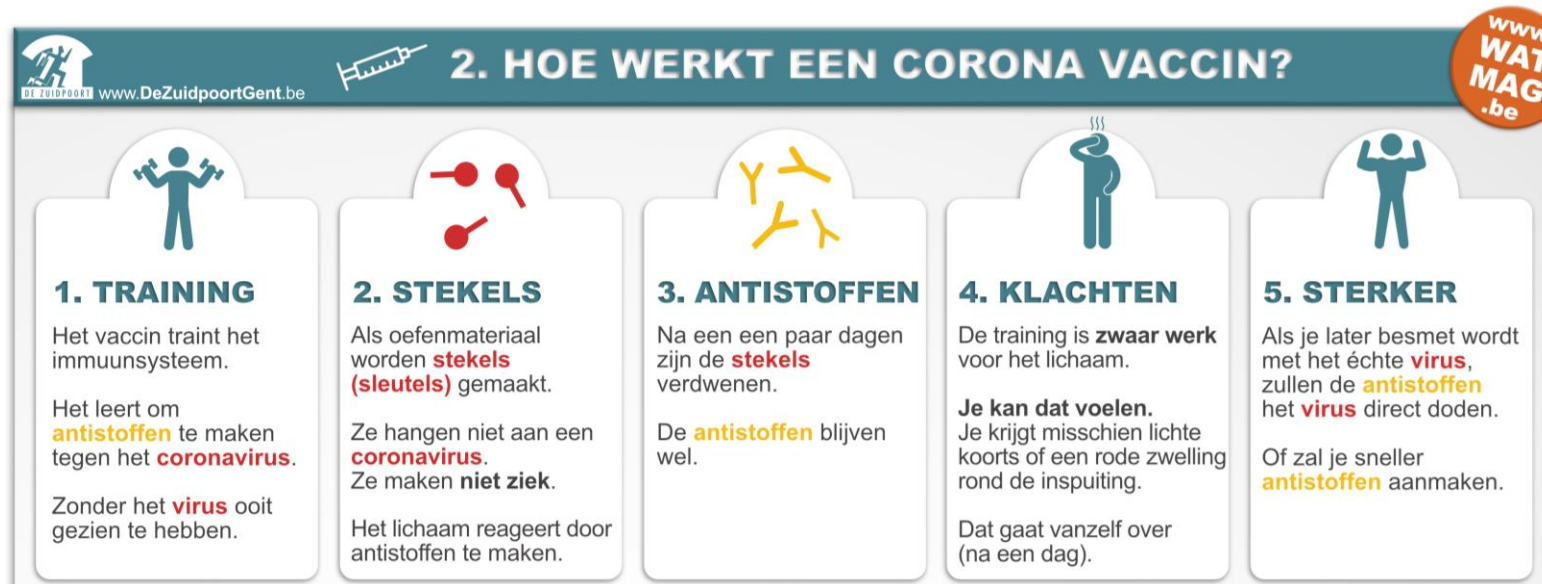 DE ZUIDPOORT
www.DeZuidpoortGent.be
2. HOE WERKT EEN CORONA VACCIN?
www.
WAT
MAG
.be
1. TRAINING
Het vaccin traint het
immuunsysteem.
Het leert om
antistoffen te maken
tegen het coronavirus.
Zonder het virus ooit
gezien te hebben.
2. STEKELS
Als oefenmateriaal
worden stekels
(sleutels) gemaakt.
Ze hangen niet aan een
coronavirus.
Ze maken niet ziek.
Het lichaam reageert door
antistoffen te maken.
3. ANTISTOFFEN
Na een een paar dagen
zijn de stekels
verdwenen.
De antistoffen blijven
wel.
4. KLACHTEN
De training is zwaar werk
voor het lichaam.
Je kan dat voelen.
Je krijgt misschien lichte
koorts of een rode zwelling
rond de inspuiting.
Dat gaat vanzelf over
(na een dag).
5. STERKER
Als je later besmet wordt
met het échte virus,
zullen de antistoffen
het virus direct doden.
Of zal je sneller
antistoffen aanmaken.